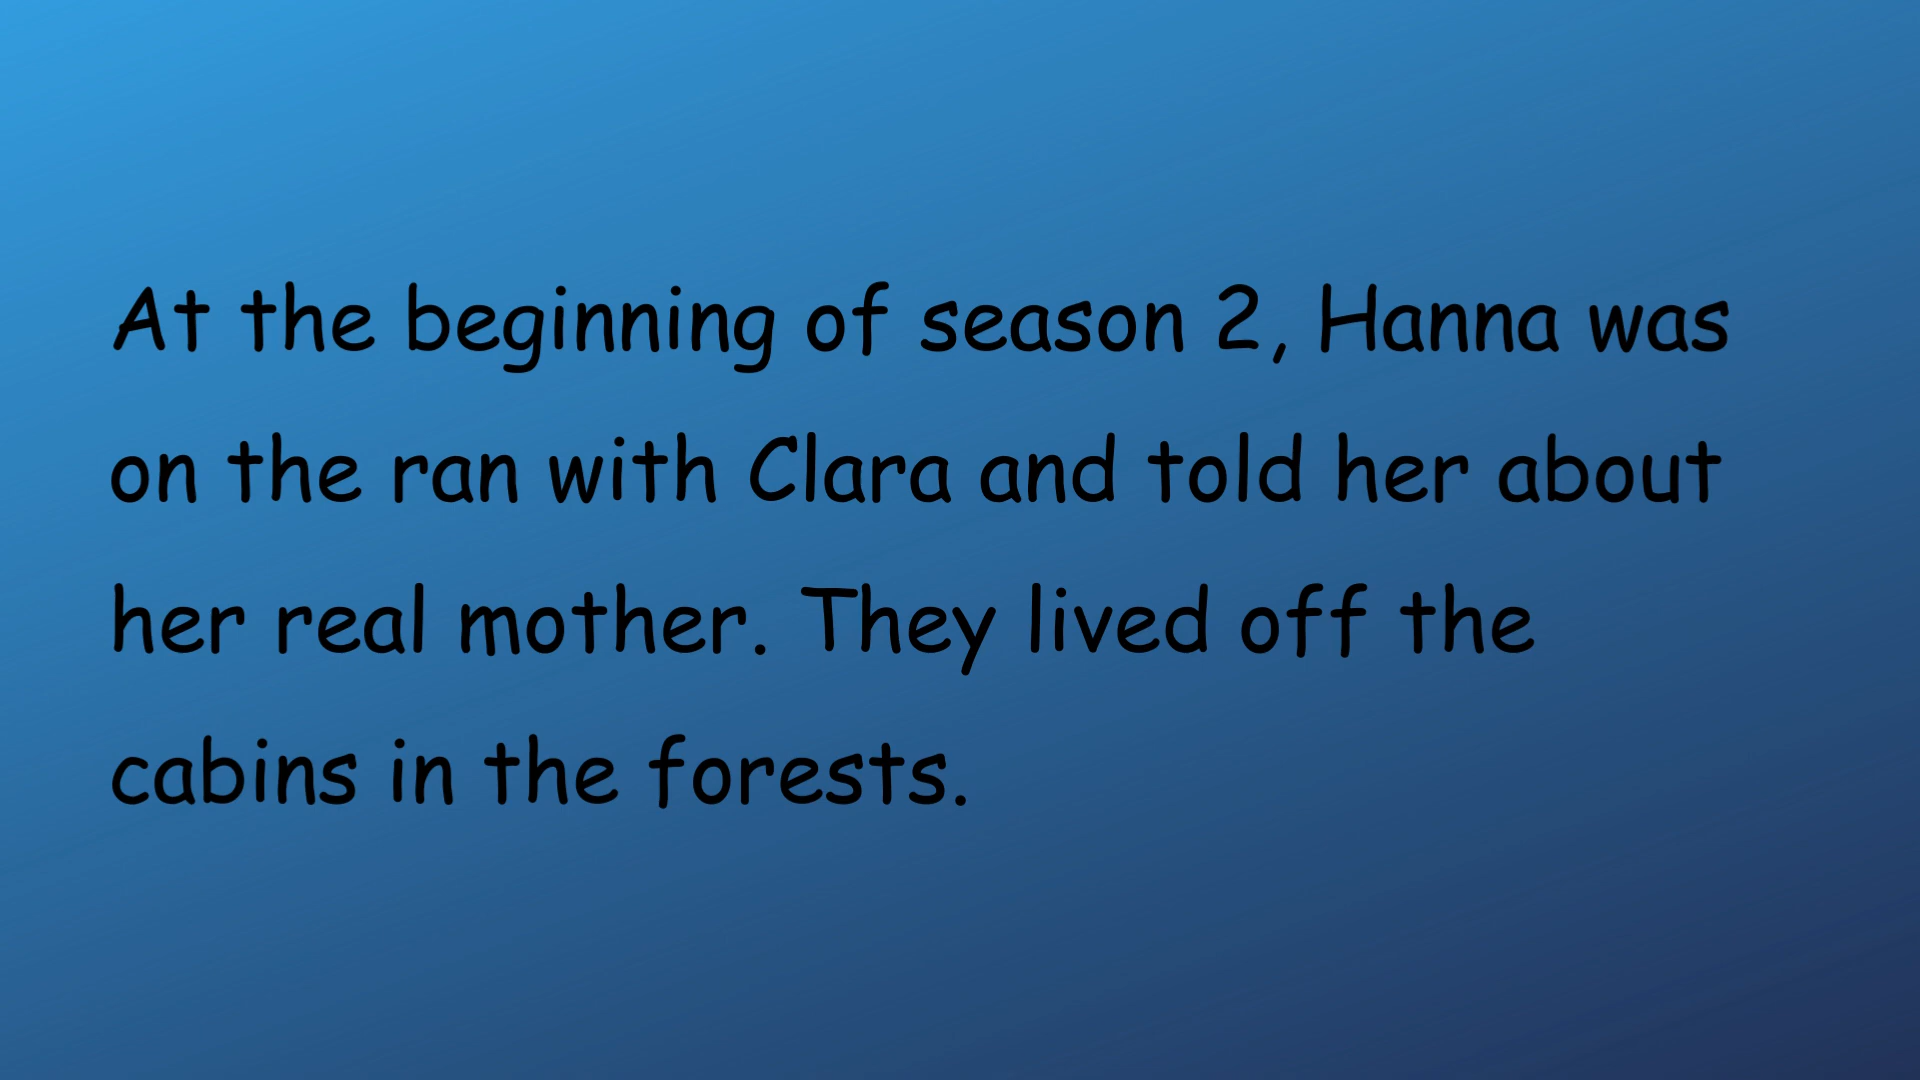 At the beginning of season 2, Hanna was
on the ran with Clara and told her about
her real mother. They lived off the
cabins in the forests.